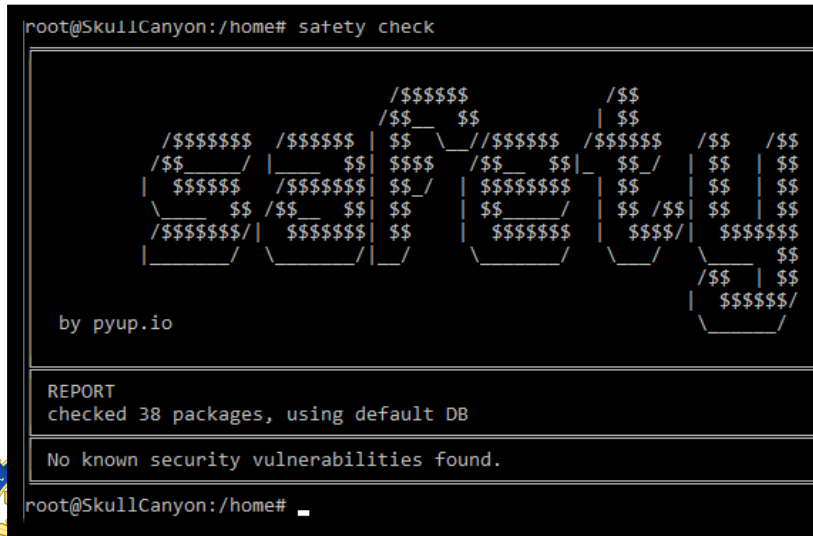 root@SkullCanyon:/home# safety check
safety
by pyup.io
REPORT
checked 38 packages, using default DB
No known security vulnerabilities found.
root@SkullCanyon:/home#